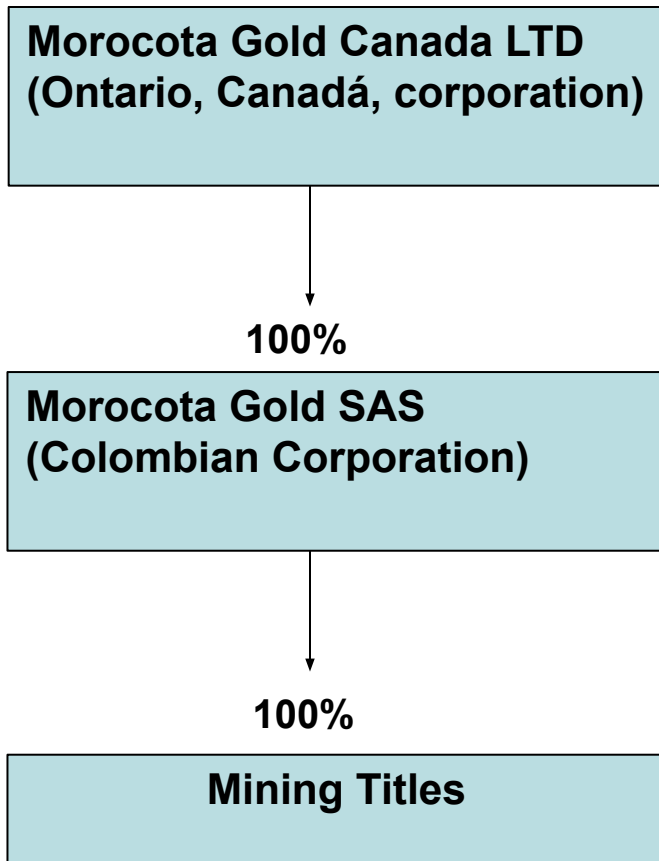 Morocota Gold Canada LTD
(Ontario, Canadá, corporation)
100%
Morocota Gold SAS
(Colombian Corporation)
100%
Mining Titles